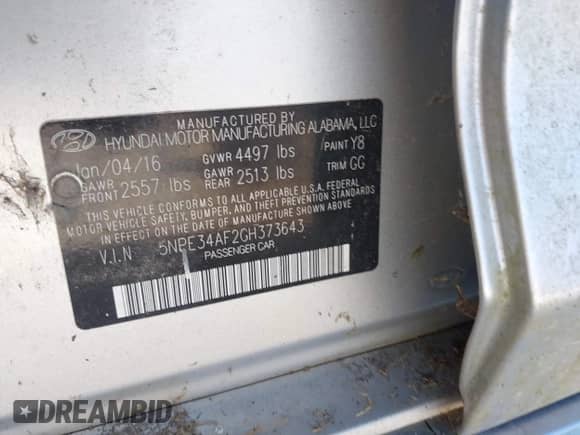 MANUFACTURED BY
HYUNDAI MOTOR MANUFACTURING ALABAMA, LLC
Jan/04/16 GVWR 4497 lbs PAINT Y8
GAWR FRONT 2557 lbs GAWR REAR 2513 lbs TRIM GG
THIS VEHICLE CONFORMS TO ALL APPLICABLE U.S.A. FEDERAL
MOTOR VEHICLE SAFETY, BUMPER, AND THEFT PREVENTION STANDARDS
IN EFFECT ON THE DATE OF MANUFACTURE SHOWN ABOVE.
V.I.N 5NPE34AF2GH373643
PASSENGER CAR
DREAMBID